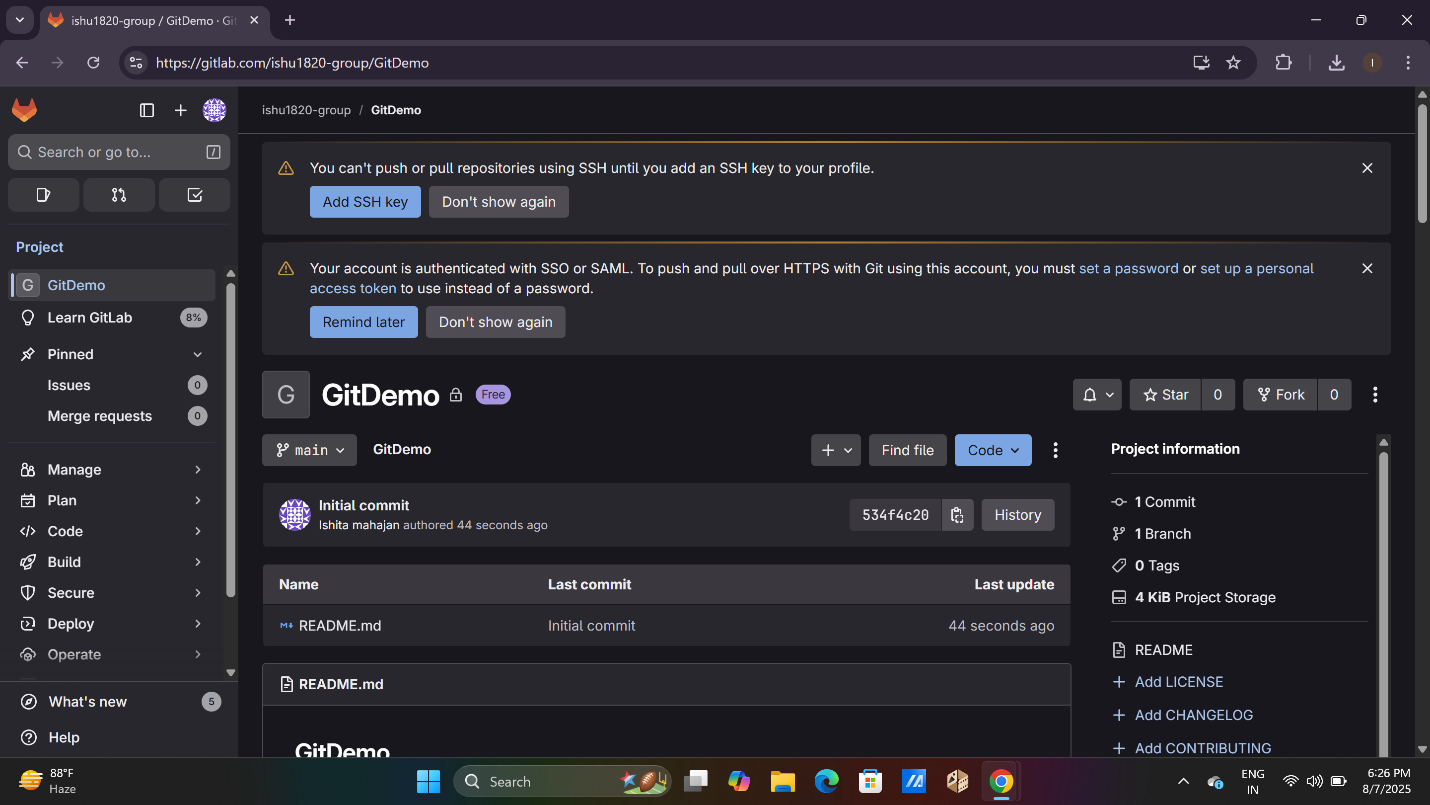 ishu1820-group / GitDemo · Git
https://gitlab.com/ishu1820-group/GitDemo
I
Search or go to...
/
Project
G GitDemo
Learn GitLab 8%
Pinned
Issues 0
Merge requests 0
Manage
Plan
Code
Build
Secure
Deploy
Operate
What's new 5
Help
ishu1820-group / GitDemo
You can't push or pull repositories using SSH until you add an SSH key to your profile.
Add SSH key Don't show again
Your account is authenticated with SSO or SAML. To push and pull over HTTPS with Git using this account, you must set a password or set up a personal
access token to use instead of a password.
Remind later Don't show again
G GitDemo Free
Star 0 Fork 0
main GitDemo
Find file Code
Initial commit
Ishita mahajan authored 44 seconds ago
534f4c20 History
Name Last commit Last update
README.md Initial commit 44 seconds ago
README.md
GitDemo
Project information
1 Commit
1 Branch
0 Tags
4 KiB Project Storage
README
Add LICENSE
Add CHANGELOG
Add CONTRIBUTING
88°F
Haze
Search
ENG
IN
6:26 PM
8/7/2025